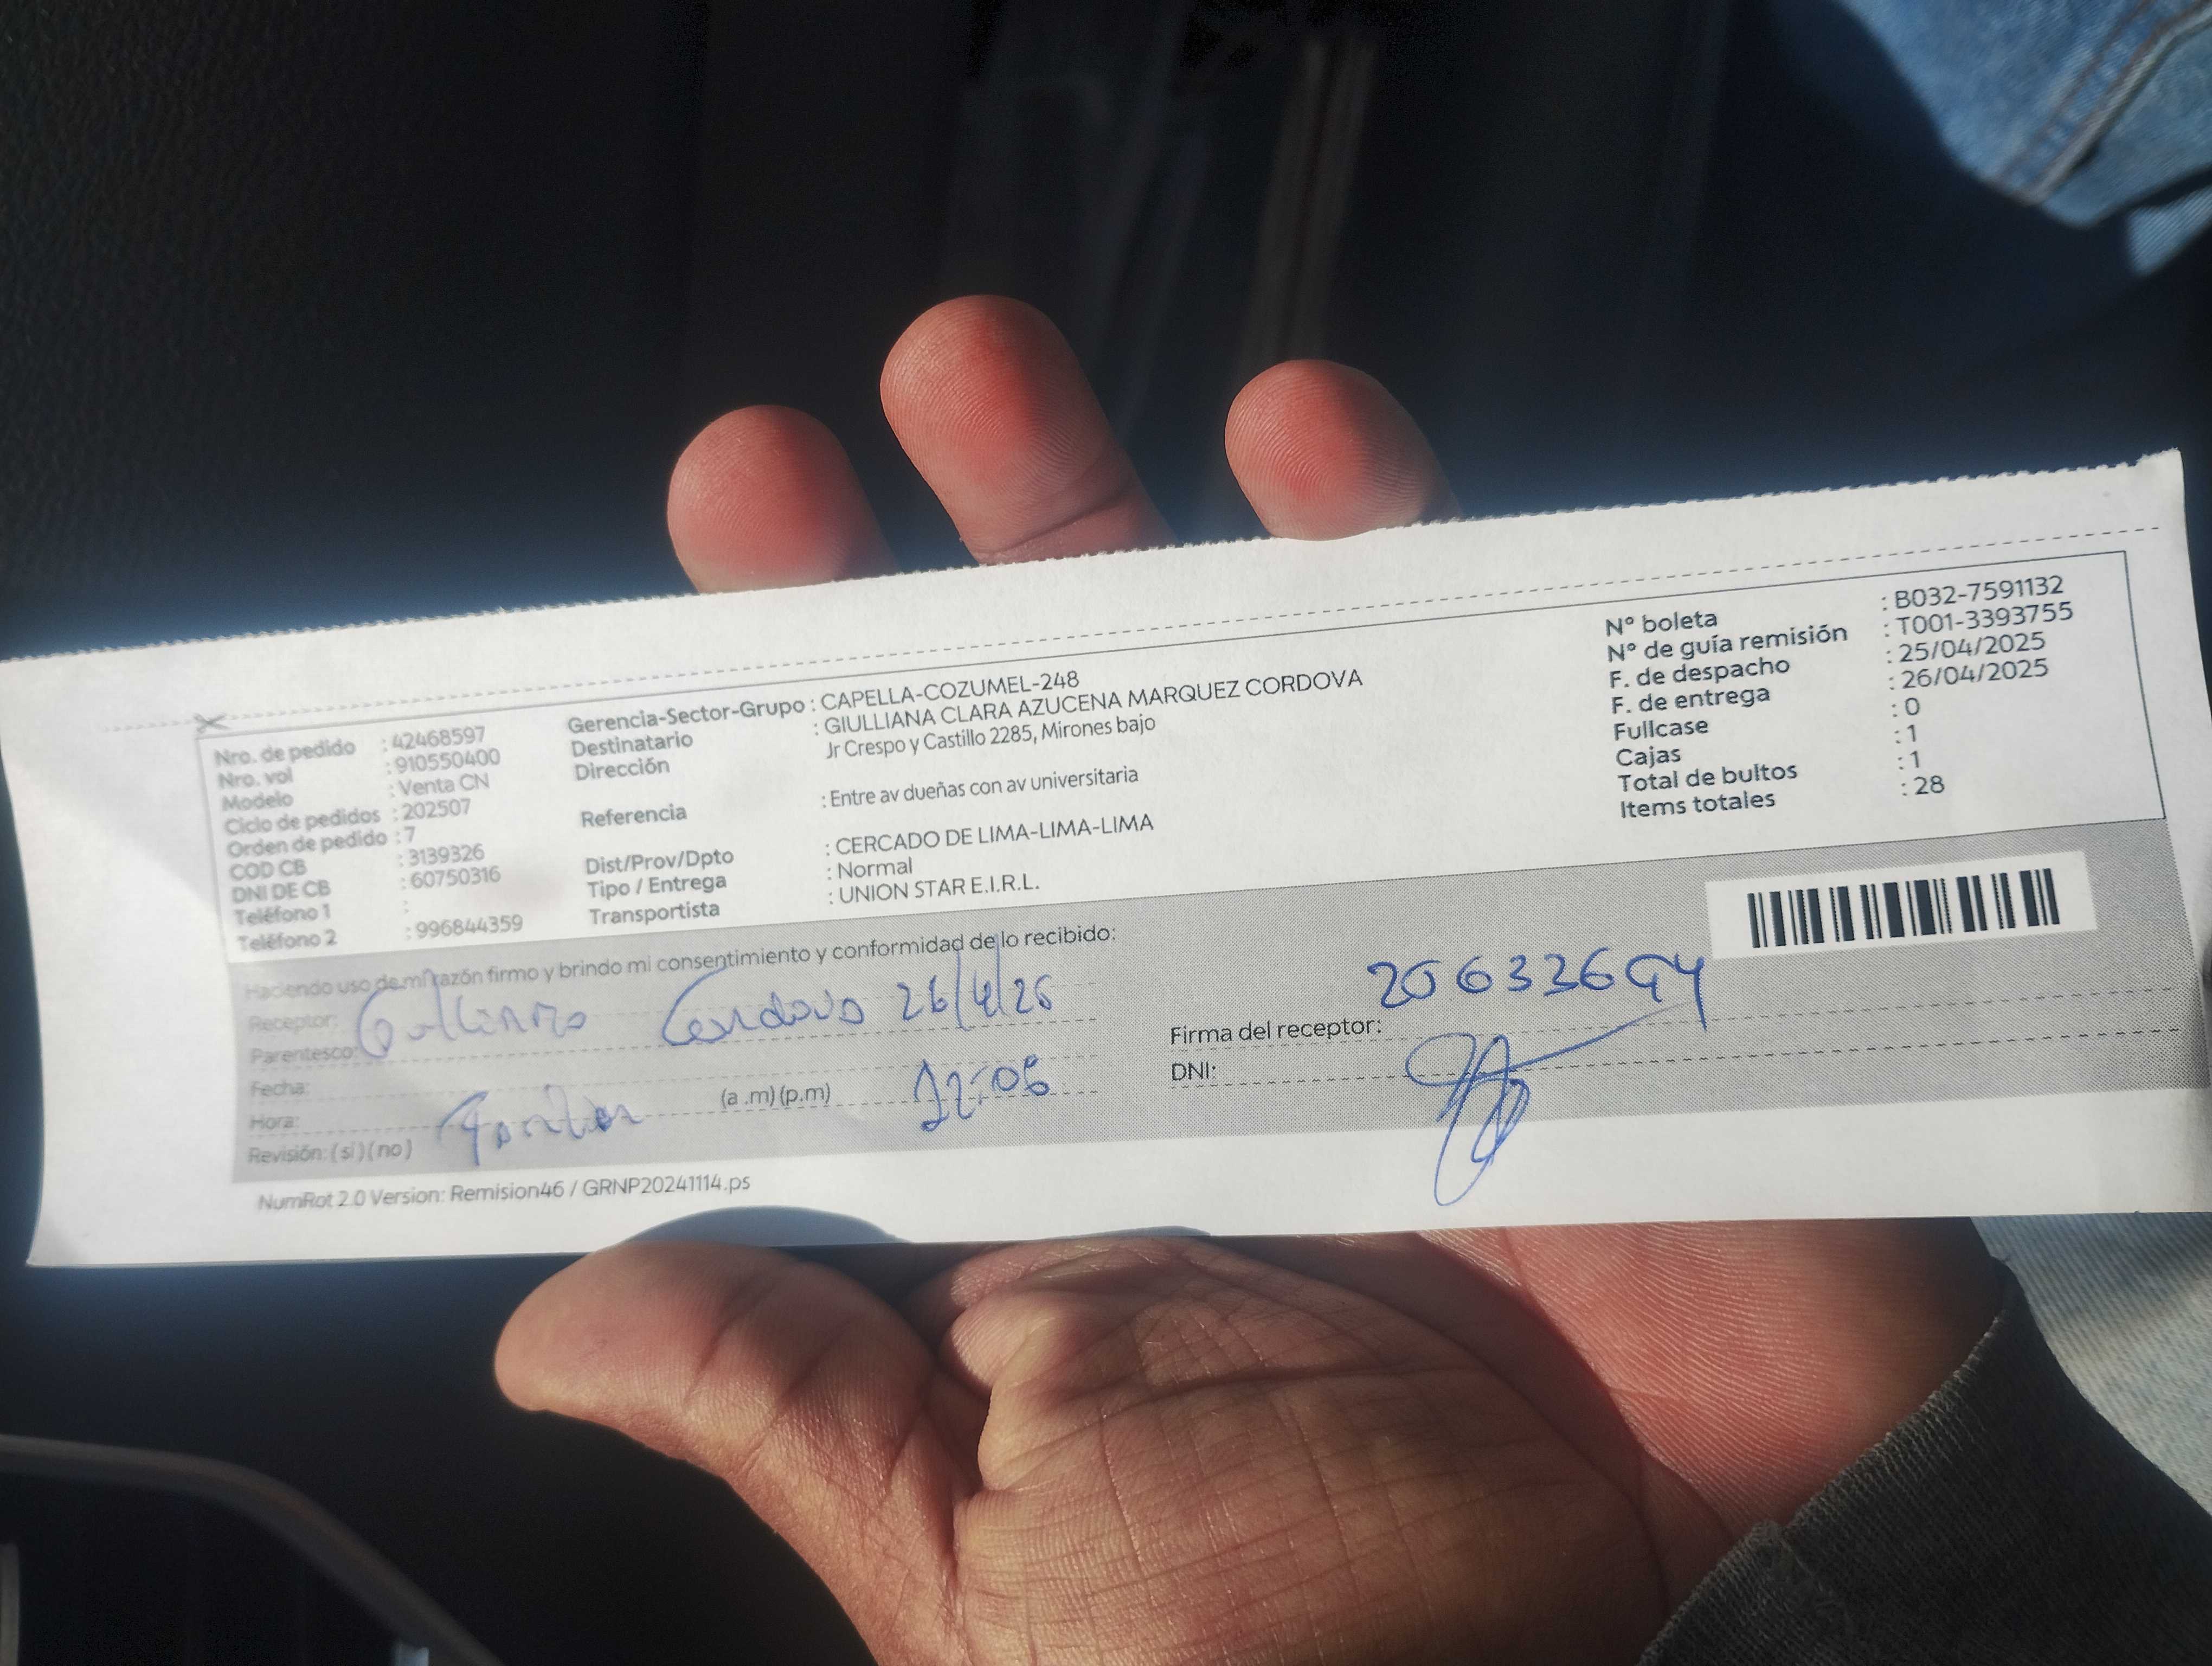 Nro. de pedido : 42468597
Nro. vol : 910550400
Modelo : Venta CN
Ciclo de pedidos : 202507
Orden de pedido : 7
COD CB : 3139326
DNI DE CB : 60750316
Teléfono 1 :
Teléfono 2 : 996844359
Gerencia-Sector-Grupo : CAPELLA-COZUMEL-248
Destinatario : GIULLIANA CLARA AZUCENA MARQUEZ CORDOVA
Dirección Jr Crespo y Castillo 2285, Mirones bajo
Referencia : Entre av dueñas con av universitaria
Dist/Prov/Dpto : CERCADO DE LIMA-LIMA-LIMA
Tipo / Entrega : Normal
Transportista : UNION STAR E.I.R.L.
N° boleta : B032-7591132
N° de guía remisión : T001-3393755
F. de despacho : 25/04/2025
F. de entrega : 26/04/2025
Fullcase : 0
Cajas : 1
Total de bultos : 1
Items totales : 28
Haciendo uso de mi razón firmo y brindo mi consentimiento y conformidad de lo recibido:
Receptor:
Parentesco: Cordova
Fecha:
Hora: (a .m)(p.m)
Revisión: (si)(no)
Firma del receptor:
DNI:
NumRot 2.0 Version: Remision46 / GRNP20241114.ps